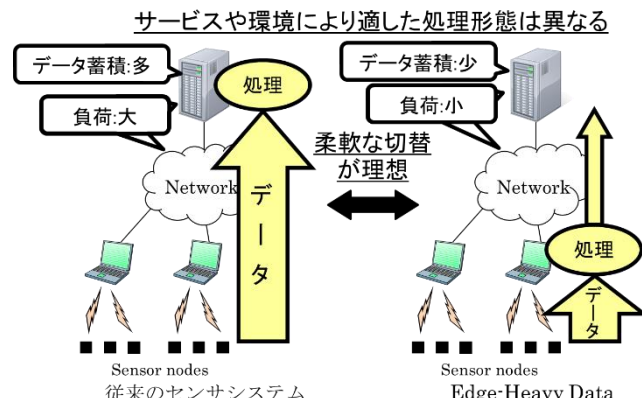 サービスや環境により適した処理形態は異なる
データ蓄積:多
処理
負荷:大
Network
データ
Sensor nodes
従来のセンサシステム
柔軟な切替
が理想
データ蓄積:少
負荷:小
Network
処理
データ
Sensor nodes
Edge-Heavy Data